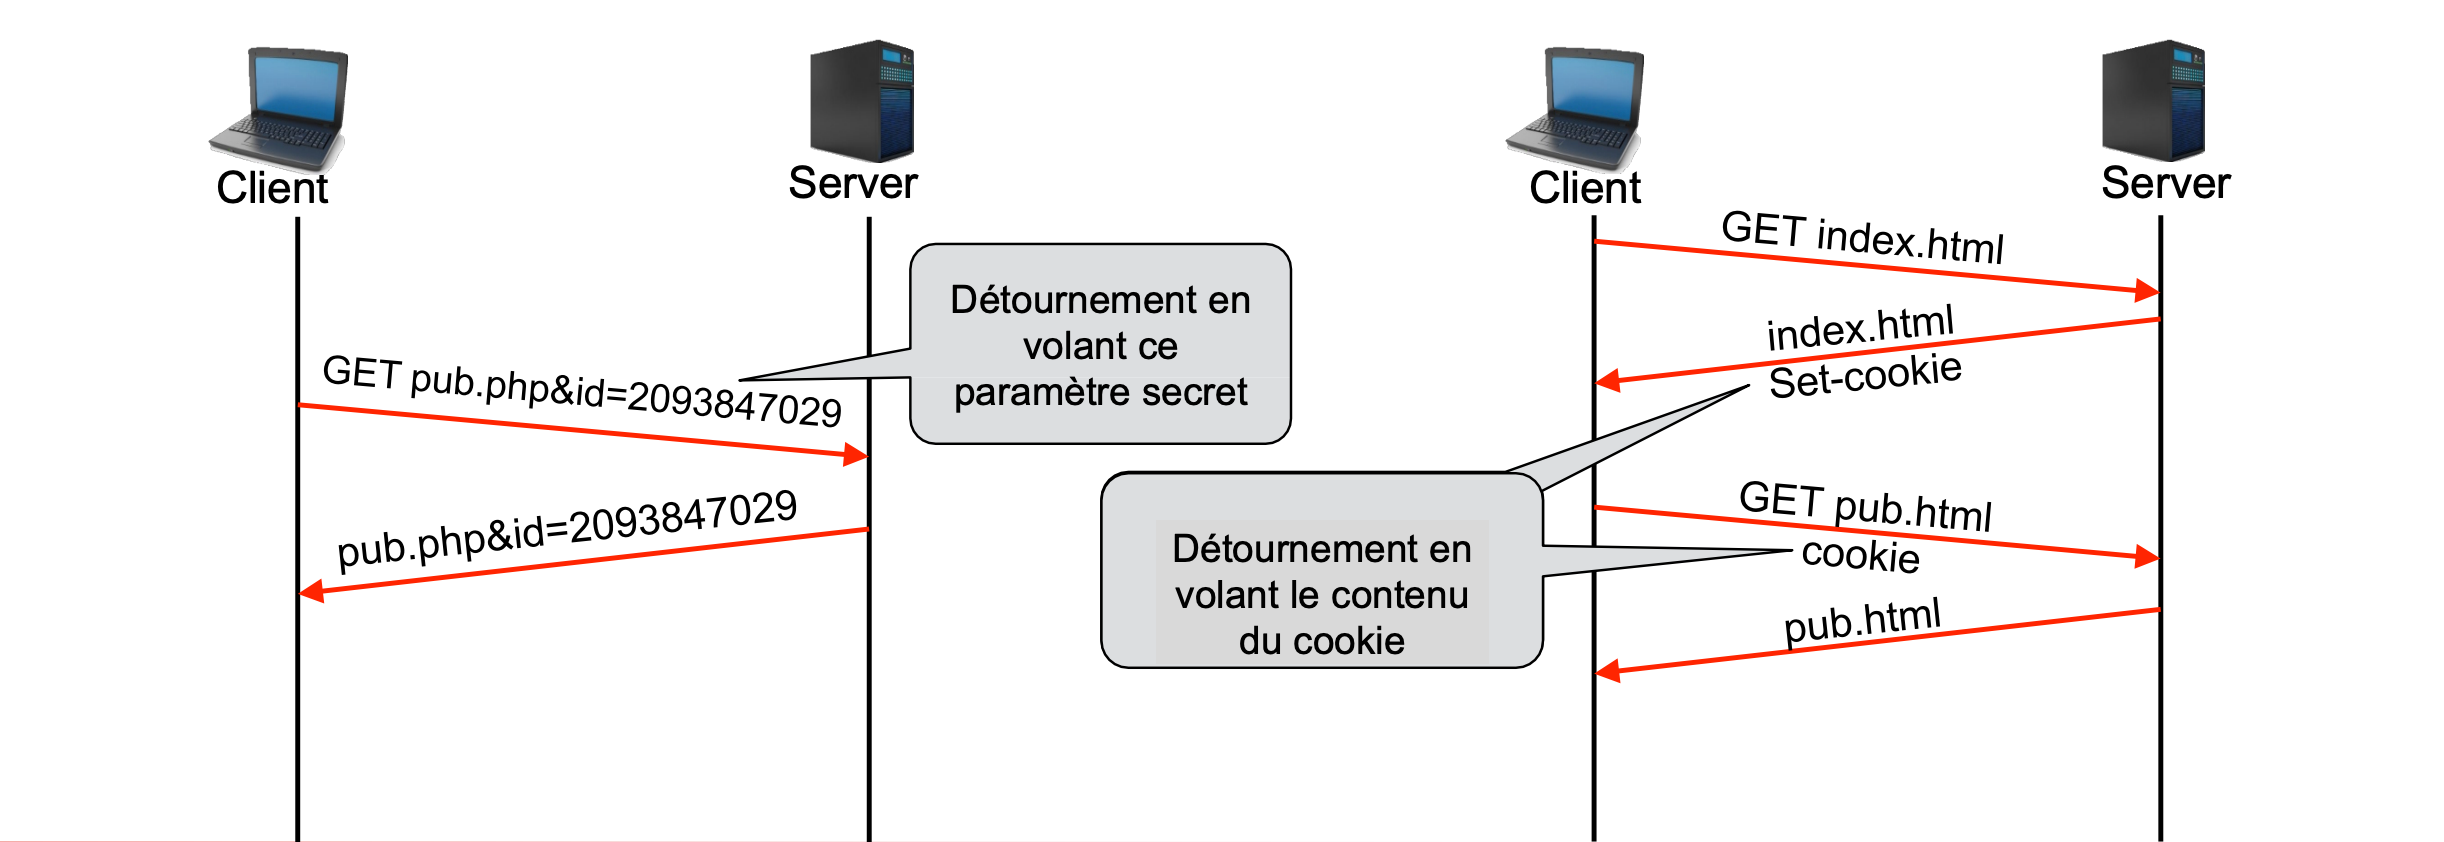 Client
Server
GET pub.php&id=2093847029
Détournement en
volant ce
paramètre secret
pub.php&id=2093847029
Client
Server
GET index.html
index.html
Set-cookie
Détournement en
volant le contenu
du cookie
GET pub.html
cookie
pub.html